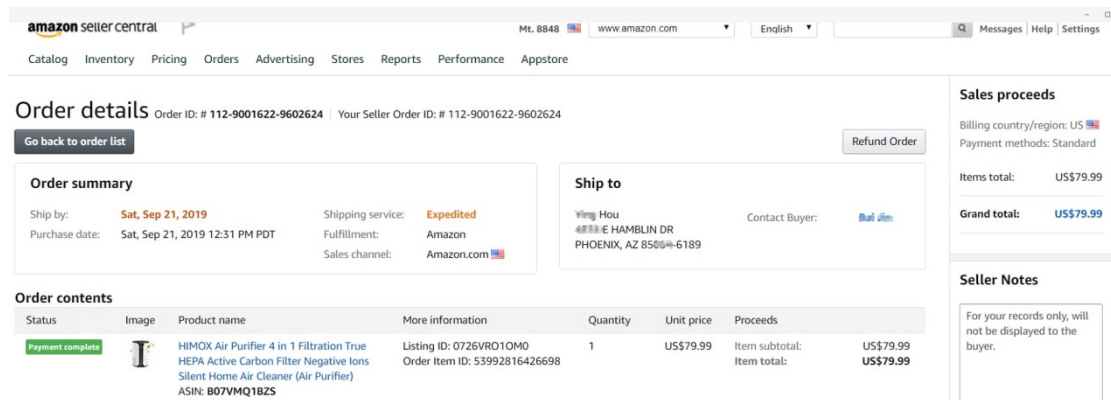 amazon seller central
Mt. 8848
www.amazon.com
English
Messages | Help | Settings
Catalog Inventory Pricing Orders Advertising Stores Reports Performance Appstore
Order details Order ID: # 112-9001622-9602624 | Your Seller Order ID: # 112-9001622-9602624
Go back to order list
Refund Order
Order summary
Ship by: Sat, Sep 21, 2019
Purchase date: Sat, Sep 21, 2019 12:31 PM PDT
Shipping service: Expedited
Fulfillment: Amazon
Sales channel: Amazon.com
Ship to
Hou
E HAMBLIN DR
PHOENIX, AZ -6189
Contact Buyer:
Sales proceeds
Billing country/region: US
Payment methods: Standard
Items total: US$79.99
Grand total: US$79.99
Seller Notes
For your records only, will
not be displayed to the
buyer.
Order contents
Status Image Product name More information Quantity Unit price Proceeds
Payment complete
HIMOX Air Purifier 4 in 1 Filtration True
HEPA Active Carbon Filter Negative Ions
Silent Home Air Cleaner (Air Purifier)
ASIN: B07VMQ1BZS
Listing ID: 0726VRO1OM0
Order Item ID: 53992816426698
1
US$79.99
Item subtotal: US$79.99
Item total: US$79.99